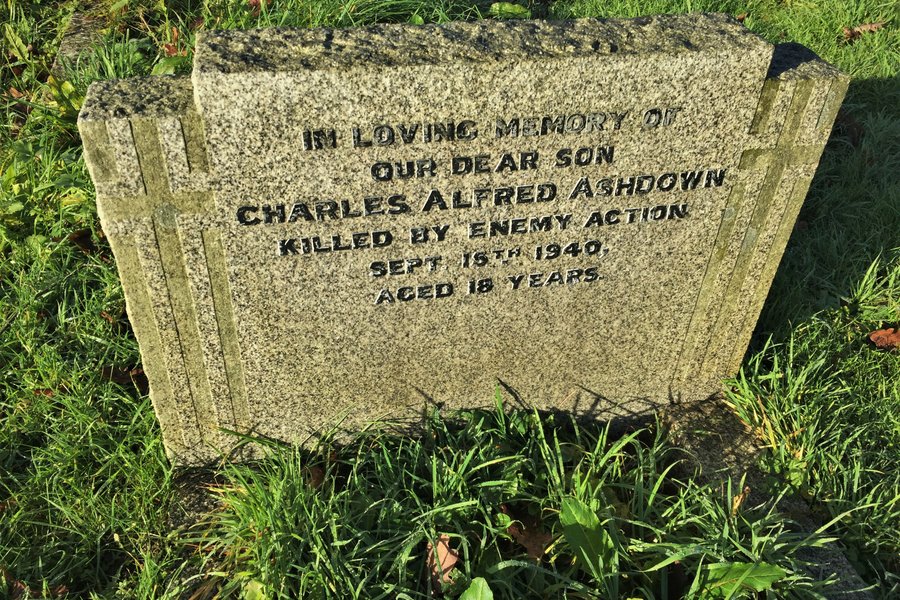 IN LOVING MEMORY OF
OUR DEAR SON
CHARLES ALFRED ASHDOWN
KILLED BY ENEMY ACTION
SEPT 15TH 1940,
AGED 18 YEARS.